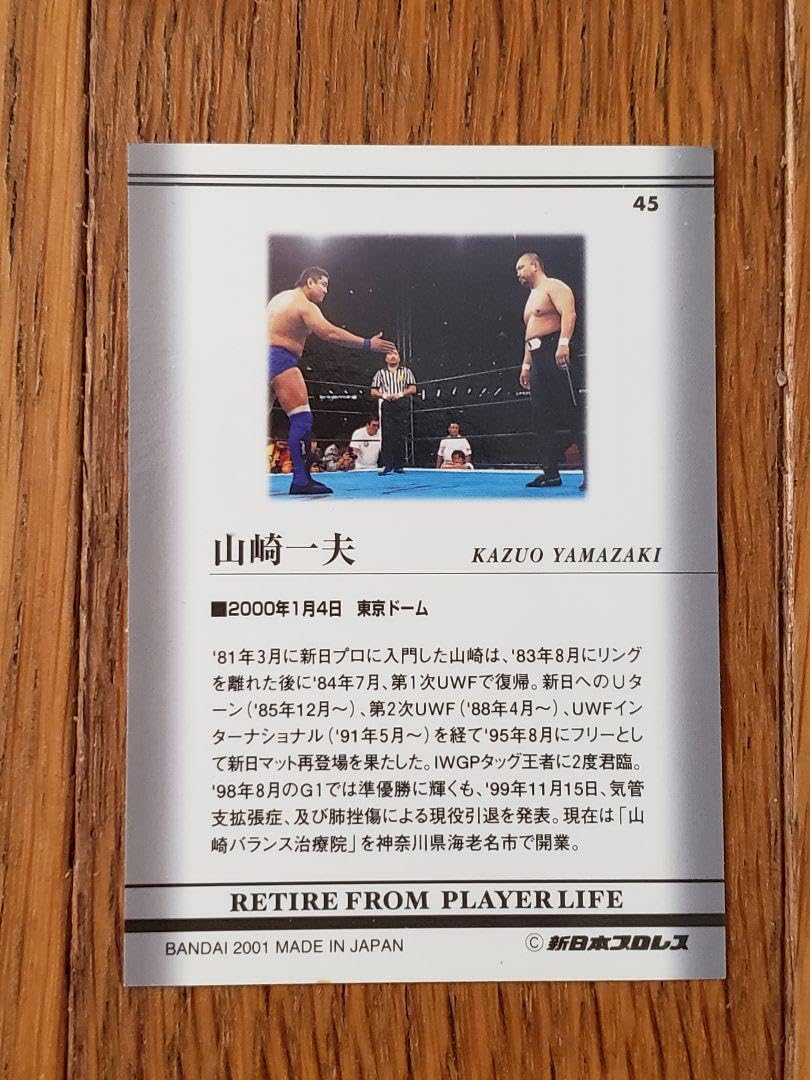 45
山崎一夫 KAZUO YAMAZAKI
■2000年1月4日 東京ドーム
'81年3月に新日プロに入門した山崎は、'83年8月にリング
を離れた後に'84年7月、第1次UWFで復帰。新日へのUタ
ーン('85年12月～)、第2次UWF('88年4月～)、UWFイン
ターナショナル('91年5月～)を経て'95年8月にフリーとし
て新日マット再登場を果たした。IWGPタッグ王者に2度君臨。
'98年8月のG1では準優勝に輝くも、'99年11月15日、気管
支拡張症、及び肺挫傷による現役引退を発表。現在は「山
崎バランス治療院」を神奈川県海老名市で開業。
RETIRE FROM PLAYER LIFE
BANDAI 2001 MADE IN JAPAN ©新日本プロレス